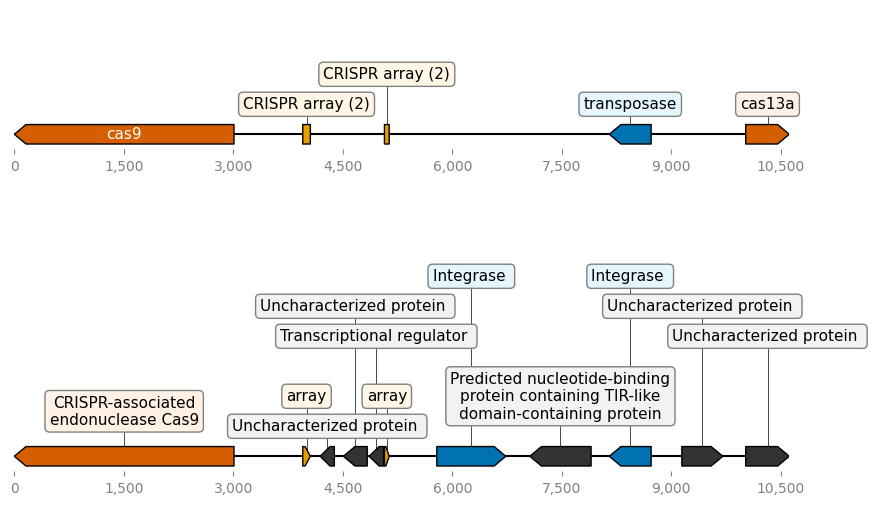 CRISPR array (2)
CRISPR array (2)
transposase
cas13a
cas9
0
1,500
3,000
4,500
6,000
7,500
9,000
10,500
Integrase
Integrase
Uncharacterized protein
Uncharacterized protein
Transcriptional regulator
Uncharacterized protein
Predicted nucleotide-binding
protein containing TIR-like
domain-containing protein
CRISPR-associated
endonuclease Cas9
array
array
Uncharacterized protein
0
1,500
3,000
4,500
6,000
7,500
9,000
10,500